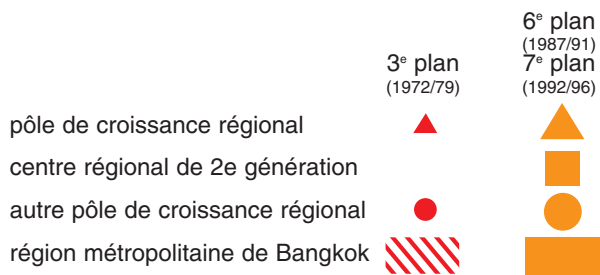 6e plan
(1987/91)
3e plan 7e plan
(1972/79) (1992/96)
pôle de croissance régional
centre régional de 2e génération
autre pôle de croissance régional
région métropolitaine de Bangkok